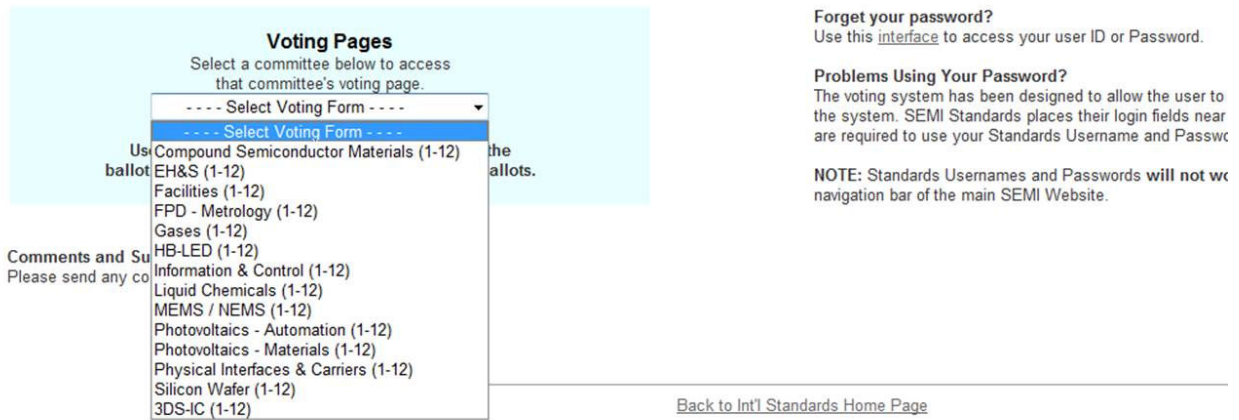 Voting Pages
Select a committee below to access
that committee's voting page.
- - - - Select Voting Form - - - -
- - - - Select Voting Form - - - -
Compound Semiconductor Materials (1-12)
the
ballot
EH&S (1-12)
allots.
Facilities (1-12)
FPD - Metrology (1-12)
Gases (1-12)
HB-LED (1-12)
Comments and Su
Information & Control (1-12)
Please send any co
Liquid Chemicals (1-12)
MEMS / NEMS (1-12)
Photovoltaics - Automation (1-12)
Photovoltaics - Materials (1-12)
Physical Interfaces & Carriers (1-12)
Silicon Wafer (1-12)
3DS-IC (1-12)
Forget your password?
Use this interface to access your user ID or Password.
Problems Using Your Password?
The voting system has been designed to allow the user to
the system. SEMI Standards places their login fields near
are required to use your Standards Username and Passwo
NOTE: Standards Usernames and Passwords will not wo
navigation bar of the main SEMI Website.
Back to Int'l Standards Home Page